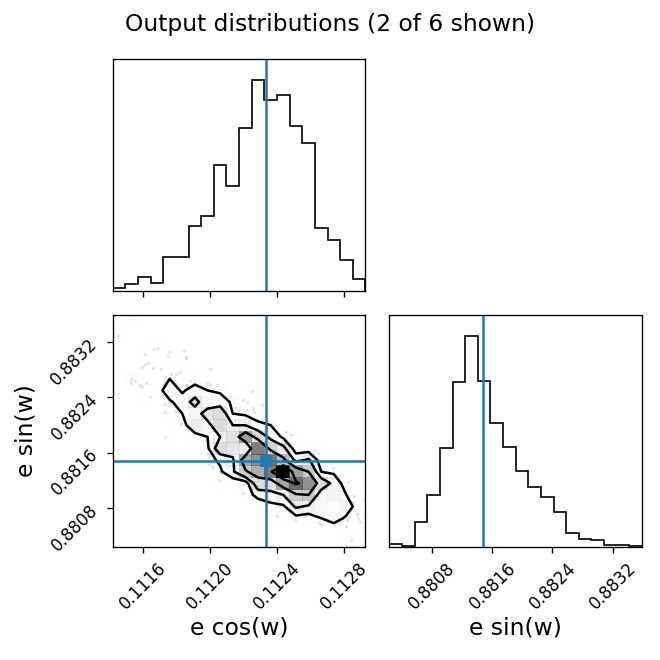 Output distributions (2 of 6 shown)
e sin(w)
0.8832
0.8824
0.8816
0.8808
0.1116 0.1120 0.1124 0.1128
e cos(w)
0.8808 0.8816 0.8824 0.8832
e sin(w)